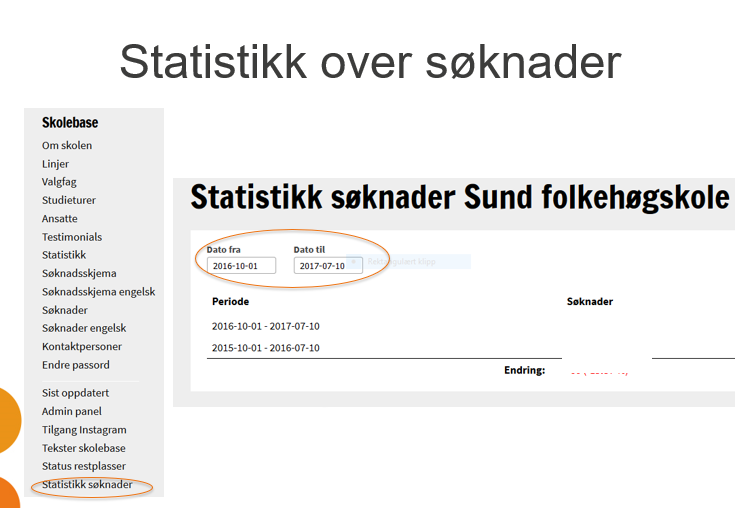 Statistikk over søknader
Skolebase
Om skolen
Linjer
Valgfag
Studieturer
Ansatte
Testimonials
Statistikk
Søknadsskjema
Søknadsskjema engelsk
Søknader
Søknader engelsk
Kontaktpersoner
Endre passord
Sist oppdatert
Admin panel
Tilgang Instagram
Tekster skolebase
Status restplasser
Statistikk søknader
Statistikk søknader Sund folkehøgskole
Dato fra Dato til
2016-10-01 2017-07-10
Rektangulert klipp
Periode Søknader
2016-10-01 - 2017-07-10
2015-10-01 - 2016-07-10
Endring: